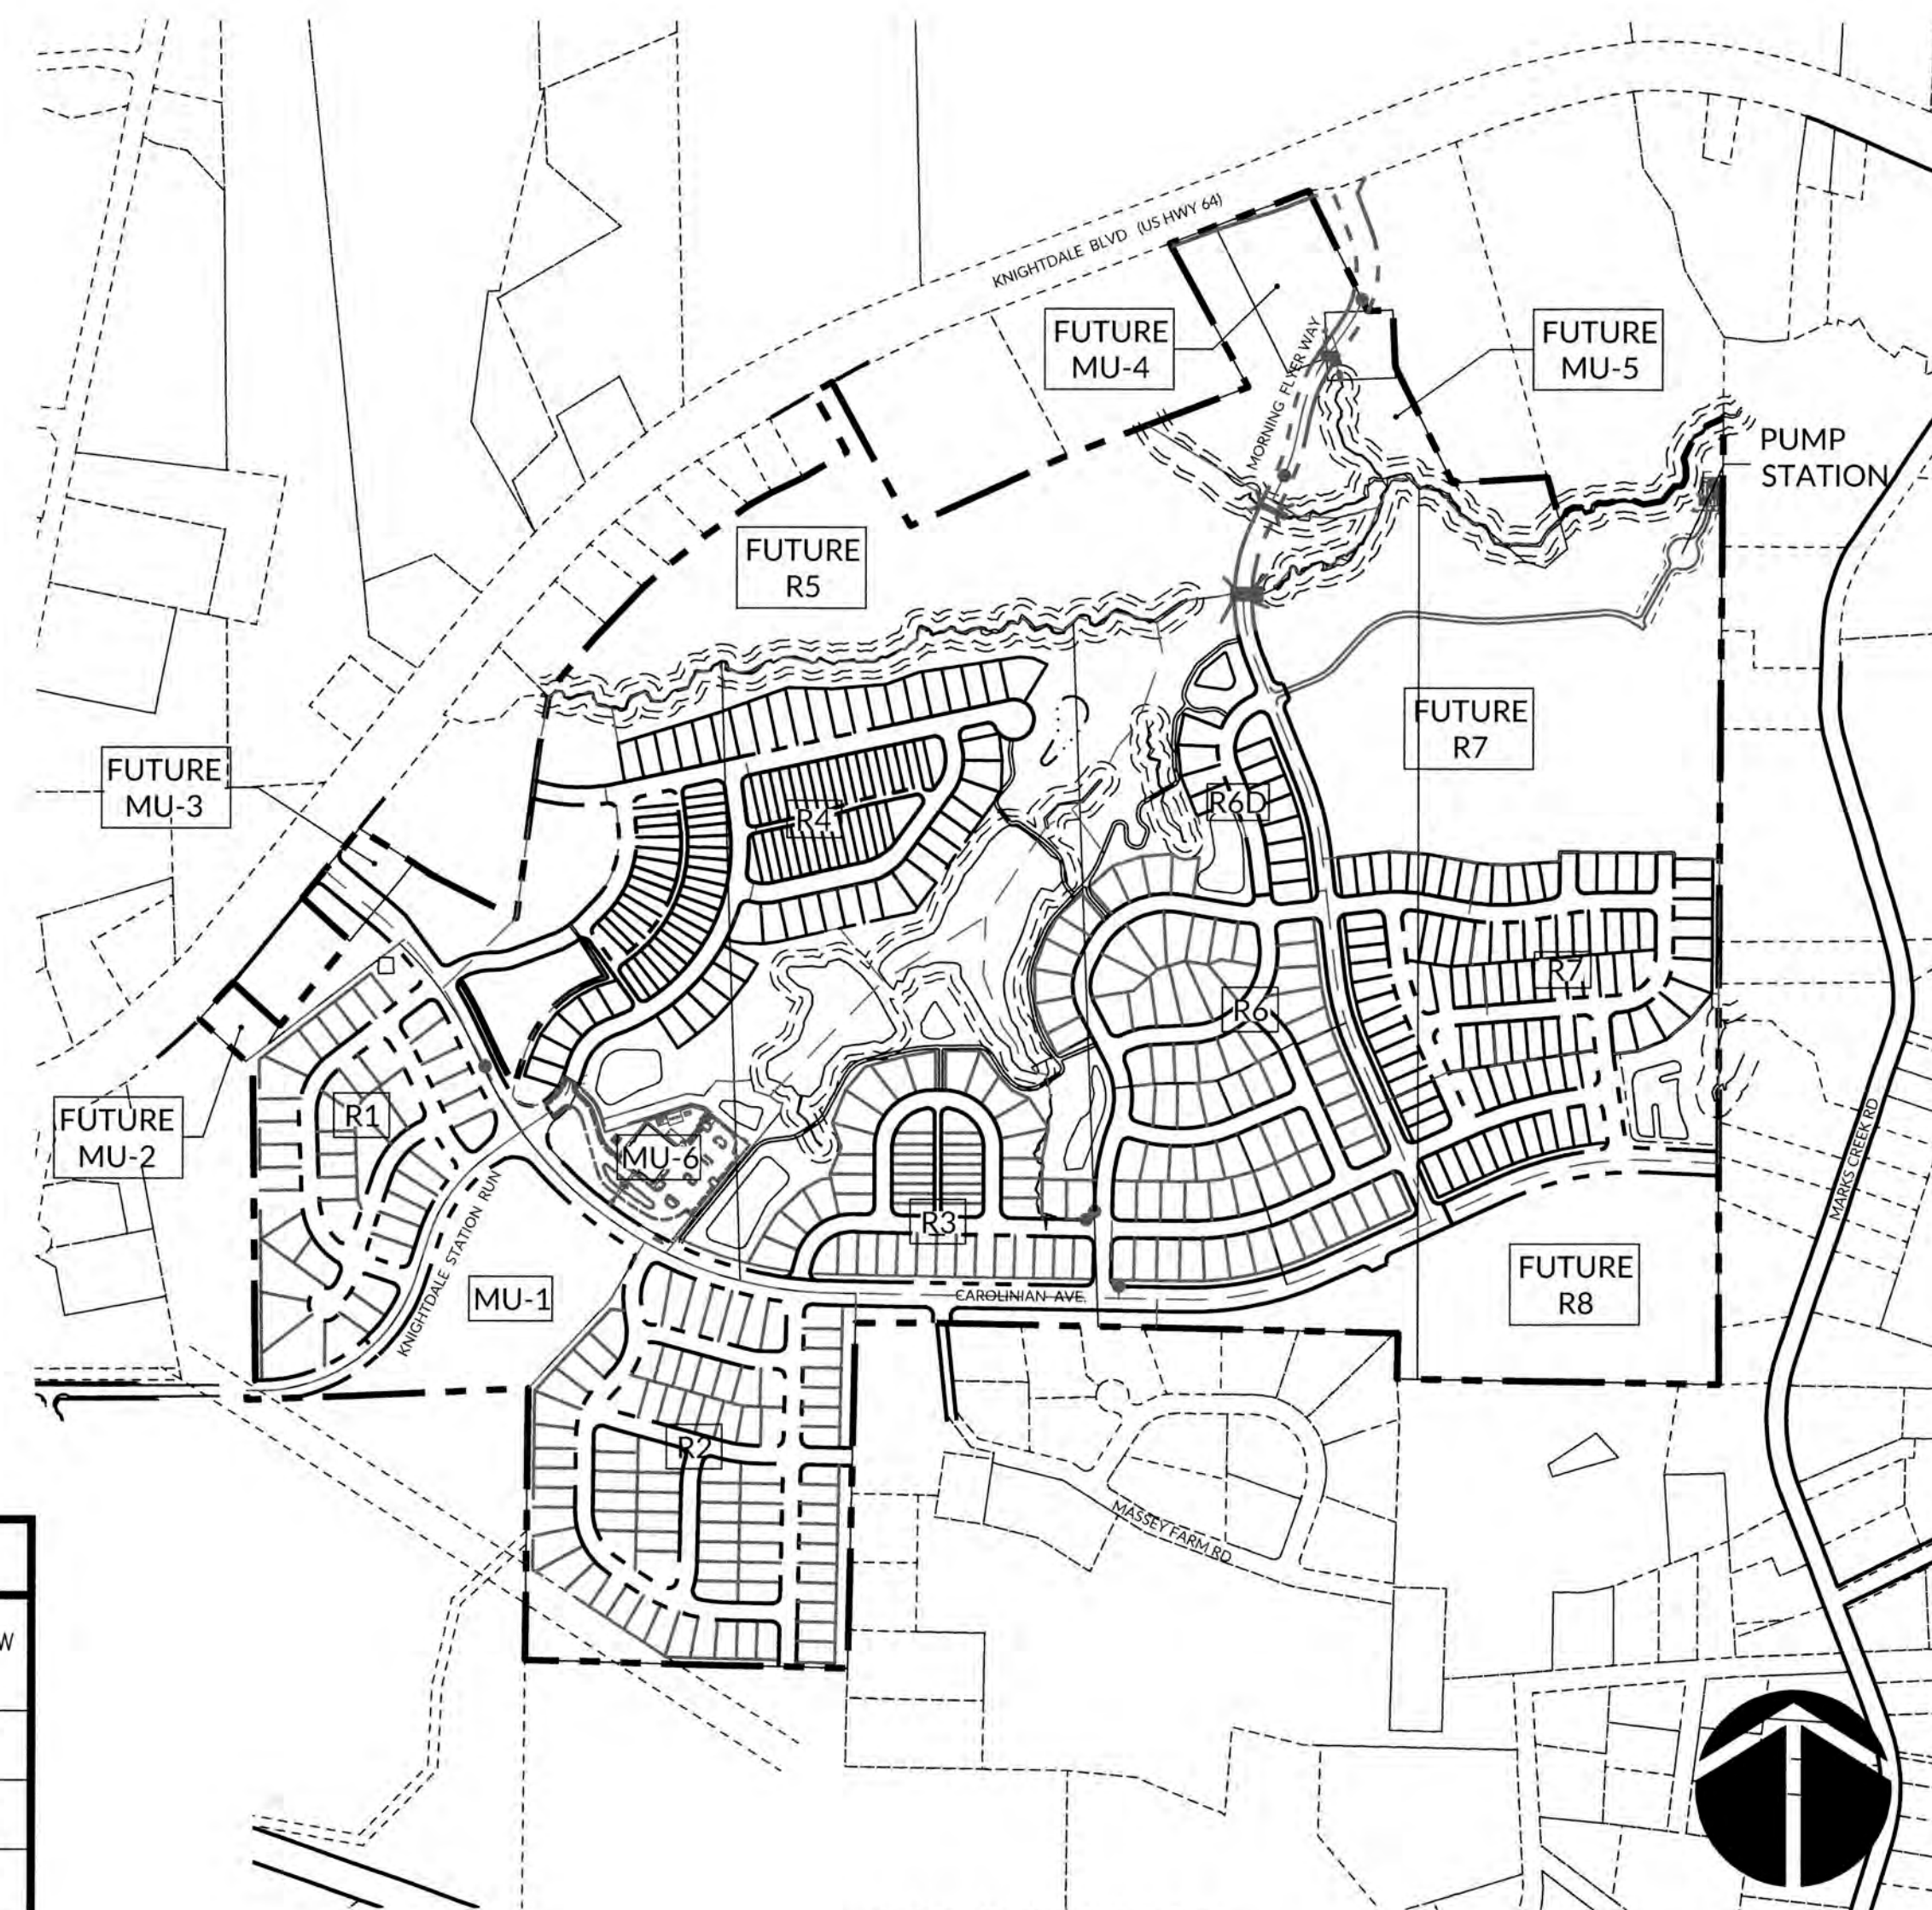 KNIGHTDALE BLVD (US HWY 64)
FUTURE
MU-4
MORNING FLYER WAY
FUTURE
MU-5
PUMP
STATION
FUTURE
R5
FUTURE
R7
FUTURE
MU-3
R4
R6D
R7
R6
FUTURE
MU-2
R1
MU-6
R3
KNIGHTDALE STATION RUN
MU-1
CAROLINIAN AVE.
FUTURE
R8
MARKS CREEK RD
R2
MASSEY FARM RD
W